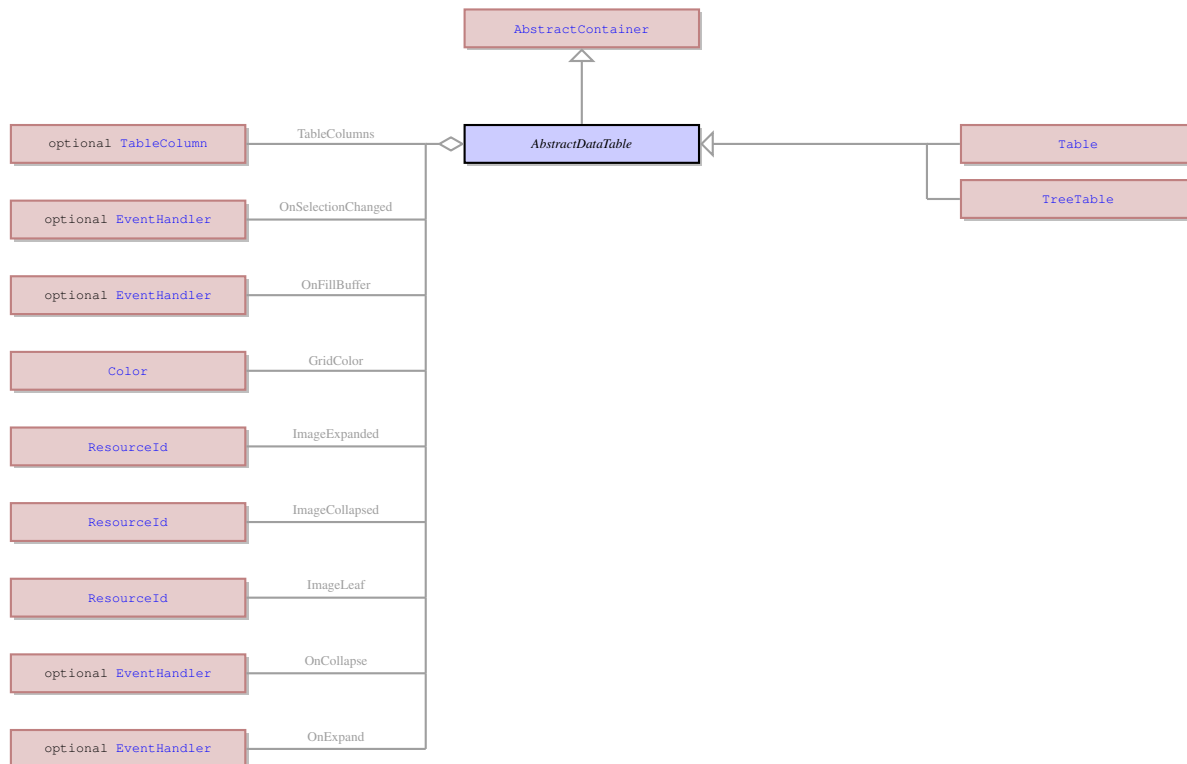 AbstractContainer
optional TableColumn
TableColumns
AbstractDataTable
Table
TreeTable
optional EventHandler
OnSelectionChanged
optional EventHandler
OnFillBuffer
Color
GridColor
ResourceId
ImageExpanded
ResourceId
ImageCollapsed
ResourceId
ImageLeaf
optional EventHandler
OnCollapse
optional EventHandler
OnExpand